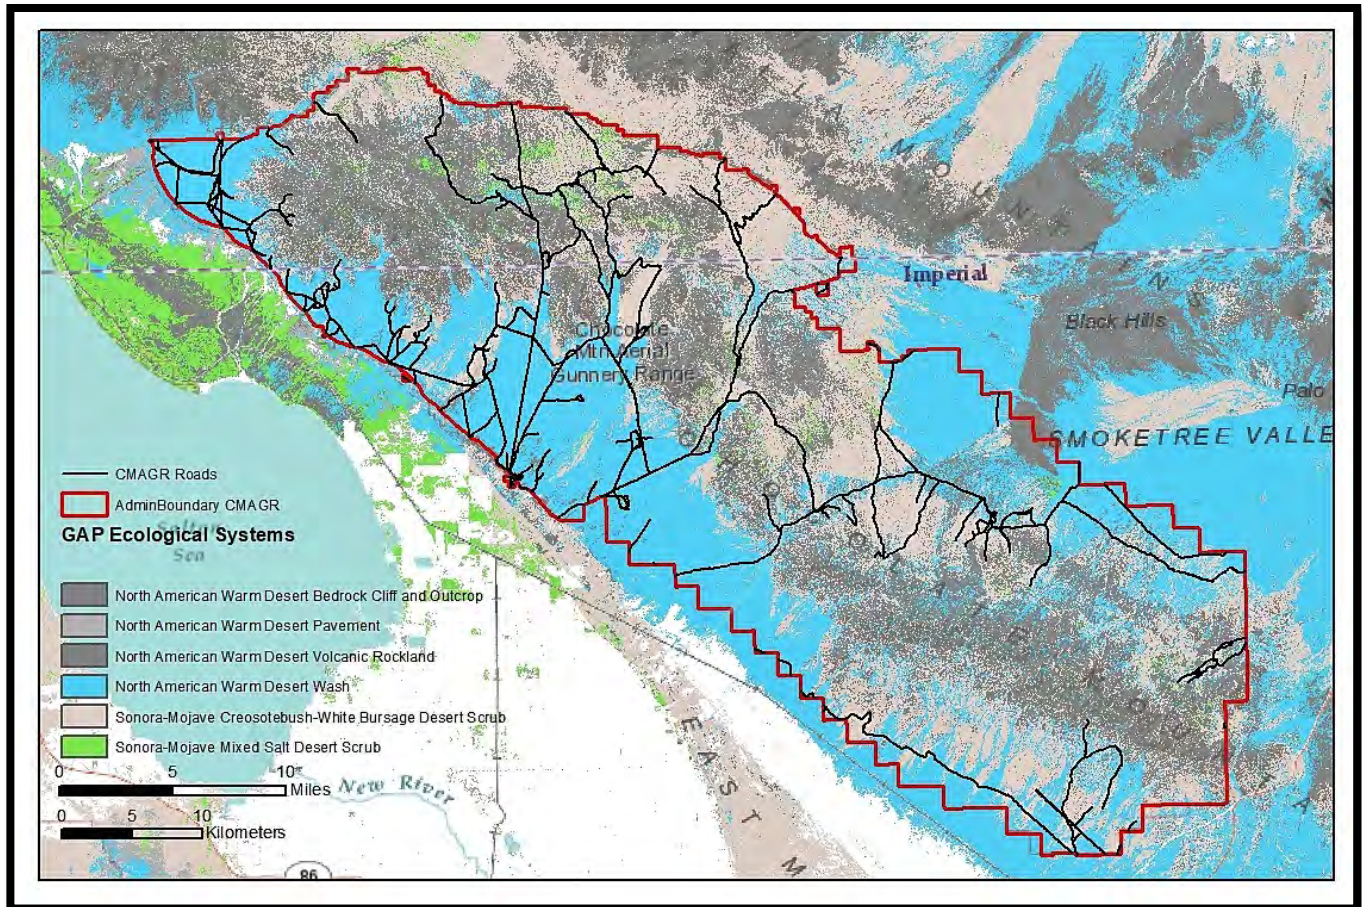 Imperial
Black Hills
Chocolate
Mtn Aerial
Gunnery Range
Palo
SMOKETREE VALLE
CMAGR Roads
AdminBoundary CMAGR
Salton
Sea
GAP Ecological Systems
North American Warm Desert Bedrock Cliff and Outcrop
North American Warm Desert Pavement
North American Warm Desert Volcanic Rockland
North American Warm Desert Wash
Sonora-Mojave Creosotebush-White Bursage Desert Scrub
Sonora-Mojave Mixed Salt Desert Scrub
0 5 10
Miles
0 5 10
Kilometers
New River
EAST M
86